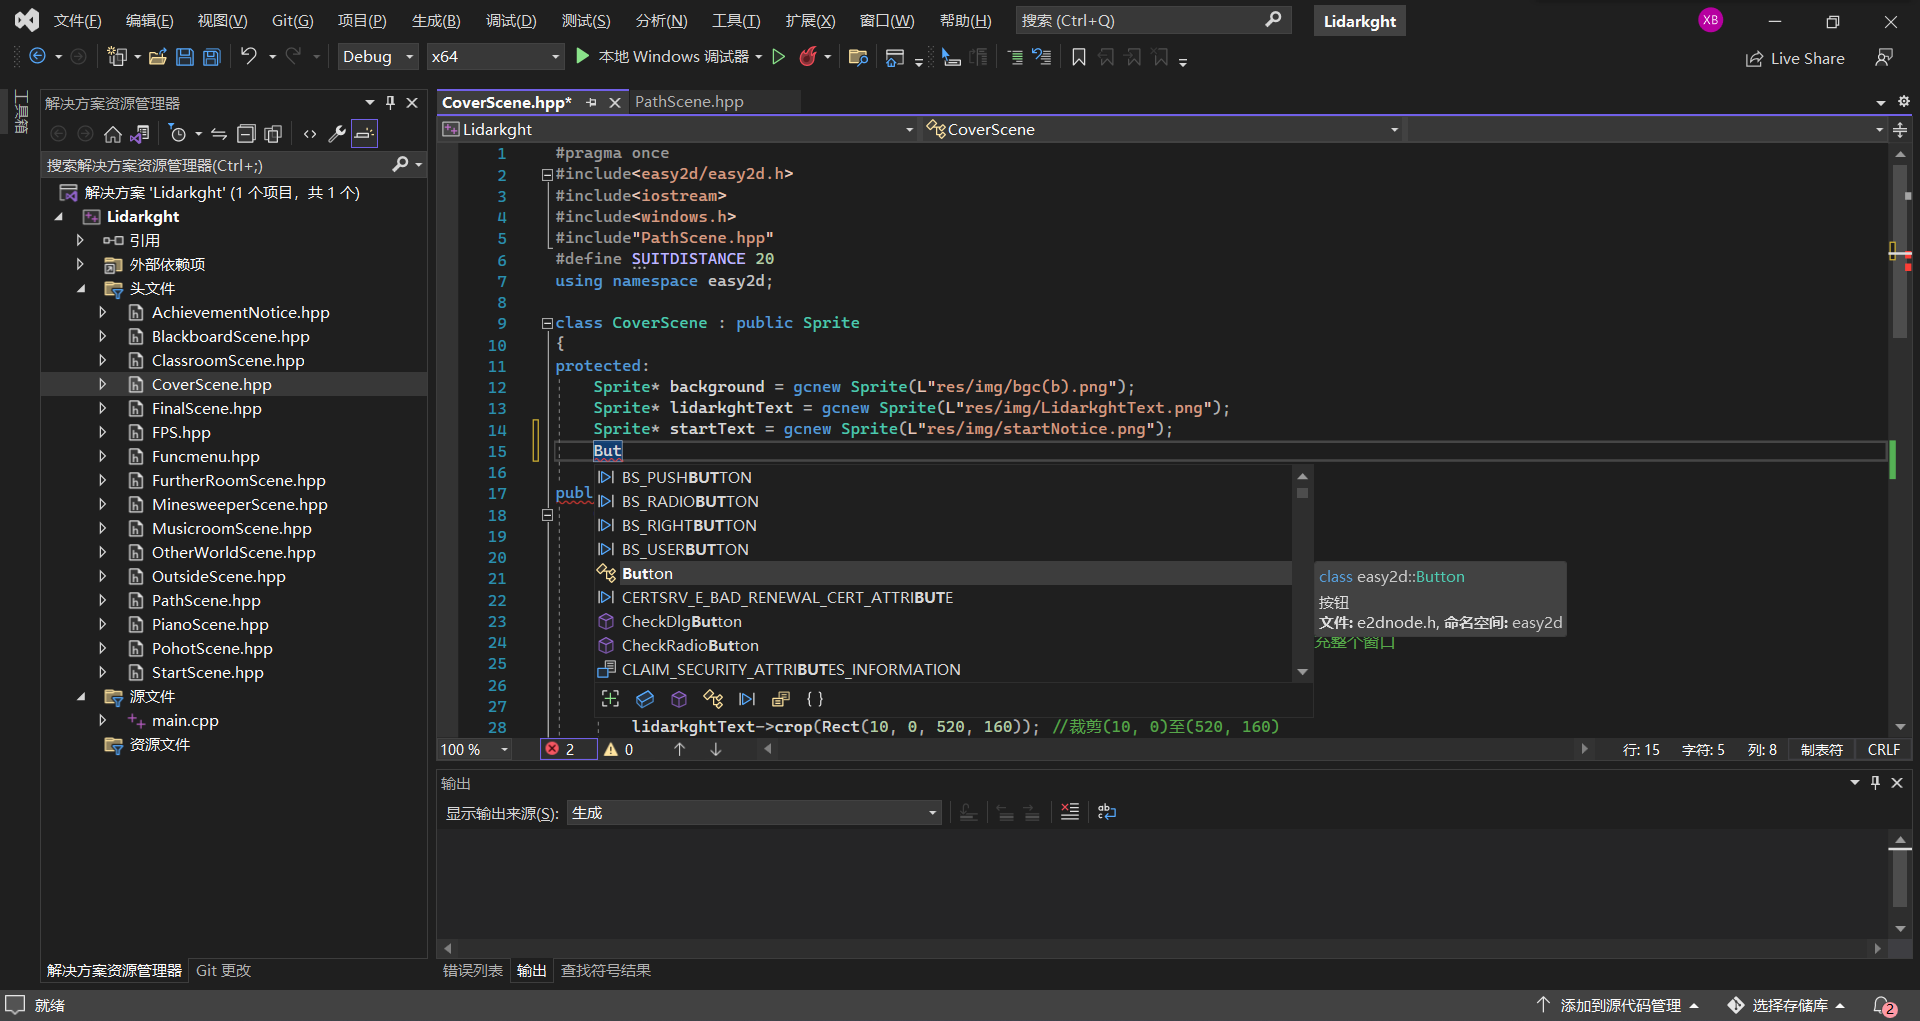 文件(F) 编辑(E) 视图(V) Git(G) 项目(P) 生成(B) 调试(D) 测试(S) 分析(N) 工具(T) 扩展(X) 窗口(W) 帮助(H) 搜索 (Ctrl+Q) Lidarkght XB
Debug x64 本地 Windows 调试器 Live Share
工具箱
解决方案资源管理器
搜索解决方案资源管理器(Ctrl+;)
解决方案 'Lidarkght' (1 个项目，共 1 个)
Lidarkght
引用
外部依赖项
头文件
AchievementNotice.hpp
BlackboardScene.hpp
ClassroomScene.hpp
CoverScene.hpp
FinalScene.hpp
FPS.hpp
Funcmenu.hpp
FurtherRoomScene.hpp
MinesweeperScene.hpp
MusicroomScene.hpp
OtherWorldScene.hpp
OutsideScene.hpp
PathScene.hpp
PianoScene.hpp
PohotScene.hpp
StartScene.hpp
源文件
main.cpp
资源文件
解决方案资源管理器 Git 更改
CoverScene.hpp* PathScene.hpp
Lidarkght CoverScene
1 #pragma once
2 #include<easy2d/easy2d.h>
3 #include<iostream>
4 #include<windows.h>
5 #include"PathScene.hpp"
6 #define SUITDISTANCE 20
7 using namespace easy2d;
8
9 class CoverScene : public Sprite
10 {
11 protected:
12 Sprite* background = gcnew Sprite(L"res/img/bgc(b).png");
13 Sprite* lidarkghtText = gcnew Sprite(L"res/img/LidarkghtText.png");
14 Sprite* startText = gcnew Sprite(L"res/img/startNotice.png");
15 But
16
17 publ
18
19
20
21
22
23
24
25
26
27
28 lidarkghtText->crop(Rect(10, 0, 520, 160)); //裁剪(10, 0)至(520, 160)
BS_PUSHBUTTON
BS_RADIOBUTTON
BS_RIGHTBUTTON
BS_USERBUTTON
Button
CERTSRV_E_BAD_RENEWAL_CERT_ATTRIBUTE
CheckDlgButton
CheckRadioButton
CLAIM_SECURITY_ATTRIBUTES_INFORMATION
class easy2d::Button
按钮
文件: e2dnode.h, 命名空间: easy2d
充整个窗口
100 % 2 0 行: 15 字符: 5 列: 8 制表符 CRLF
输出
显示输出来源(S): 生成
错误列表 输出 查找符号结果
就绪 添加到源代码管理 选择存储库 2